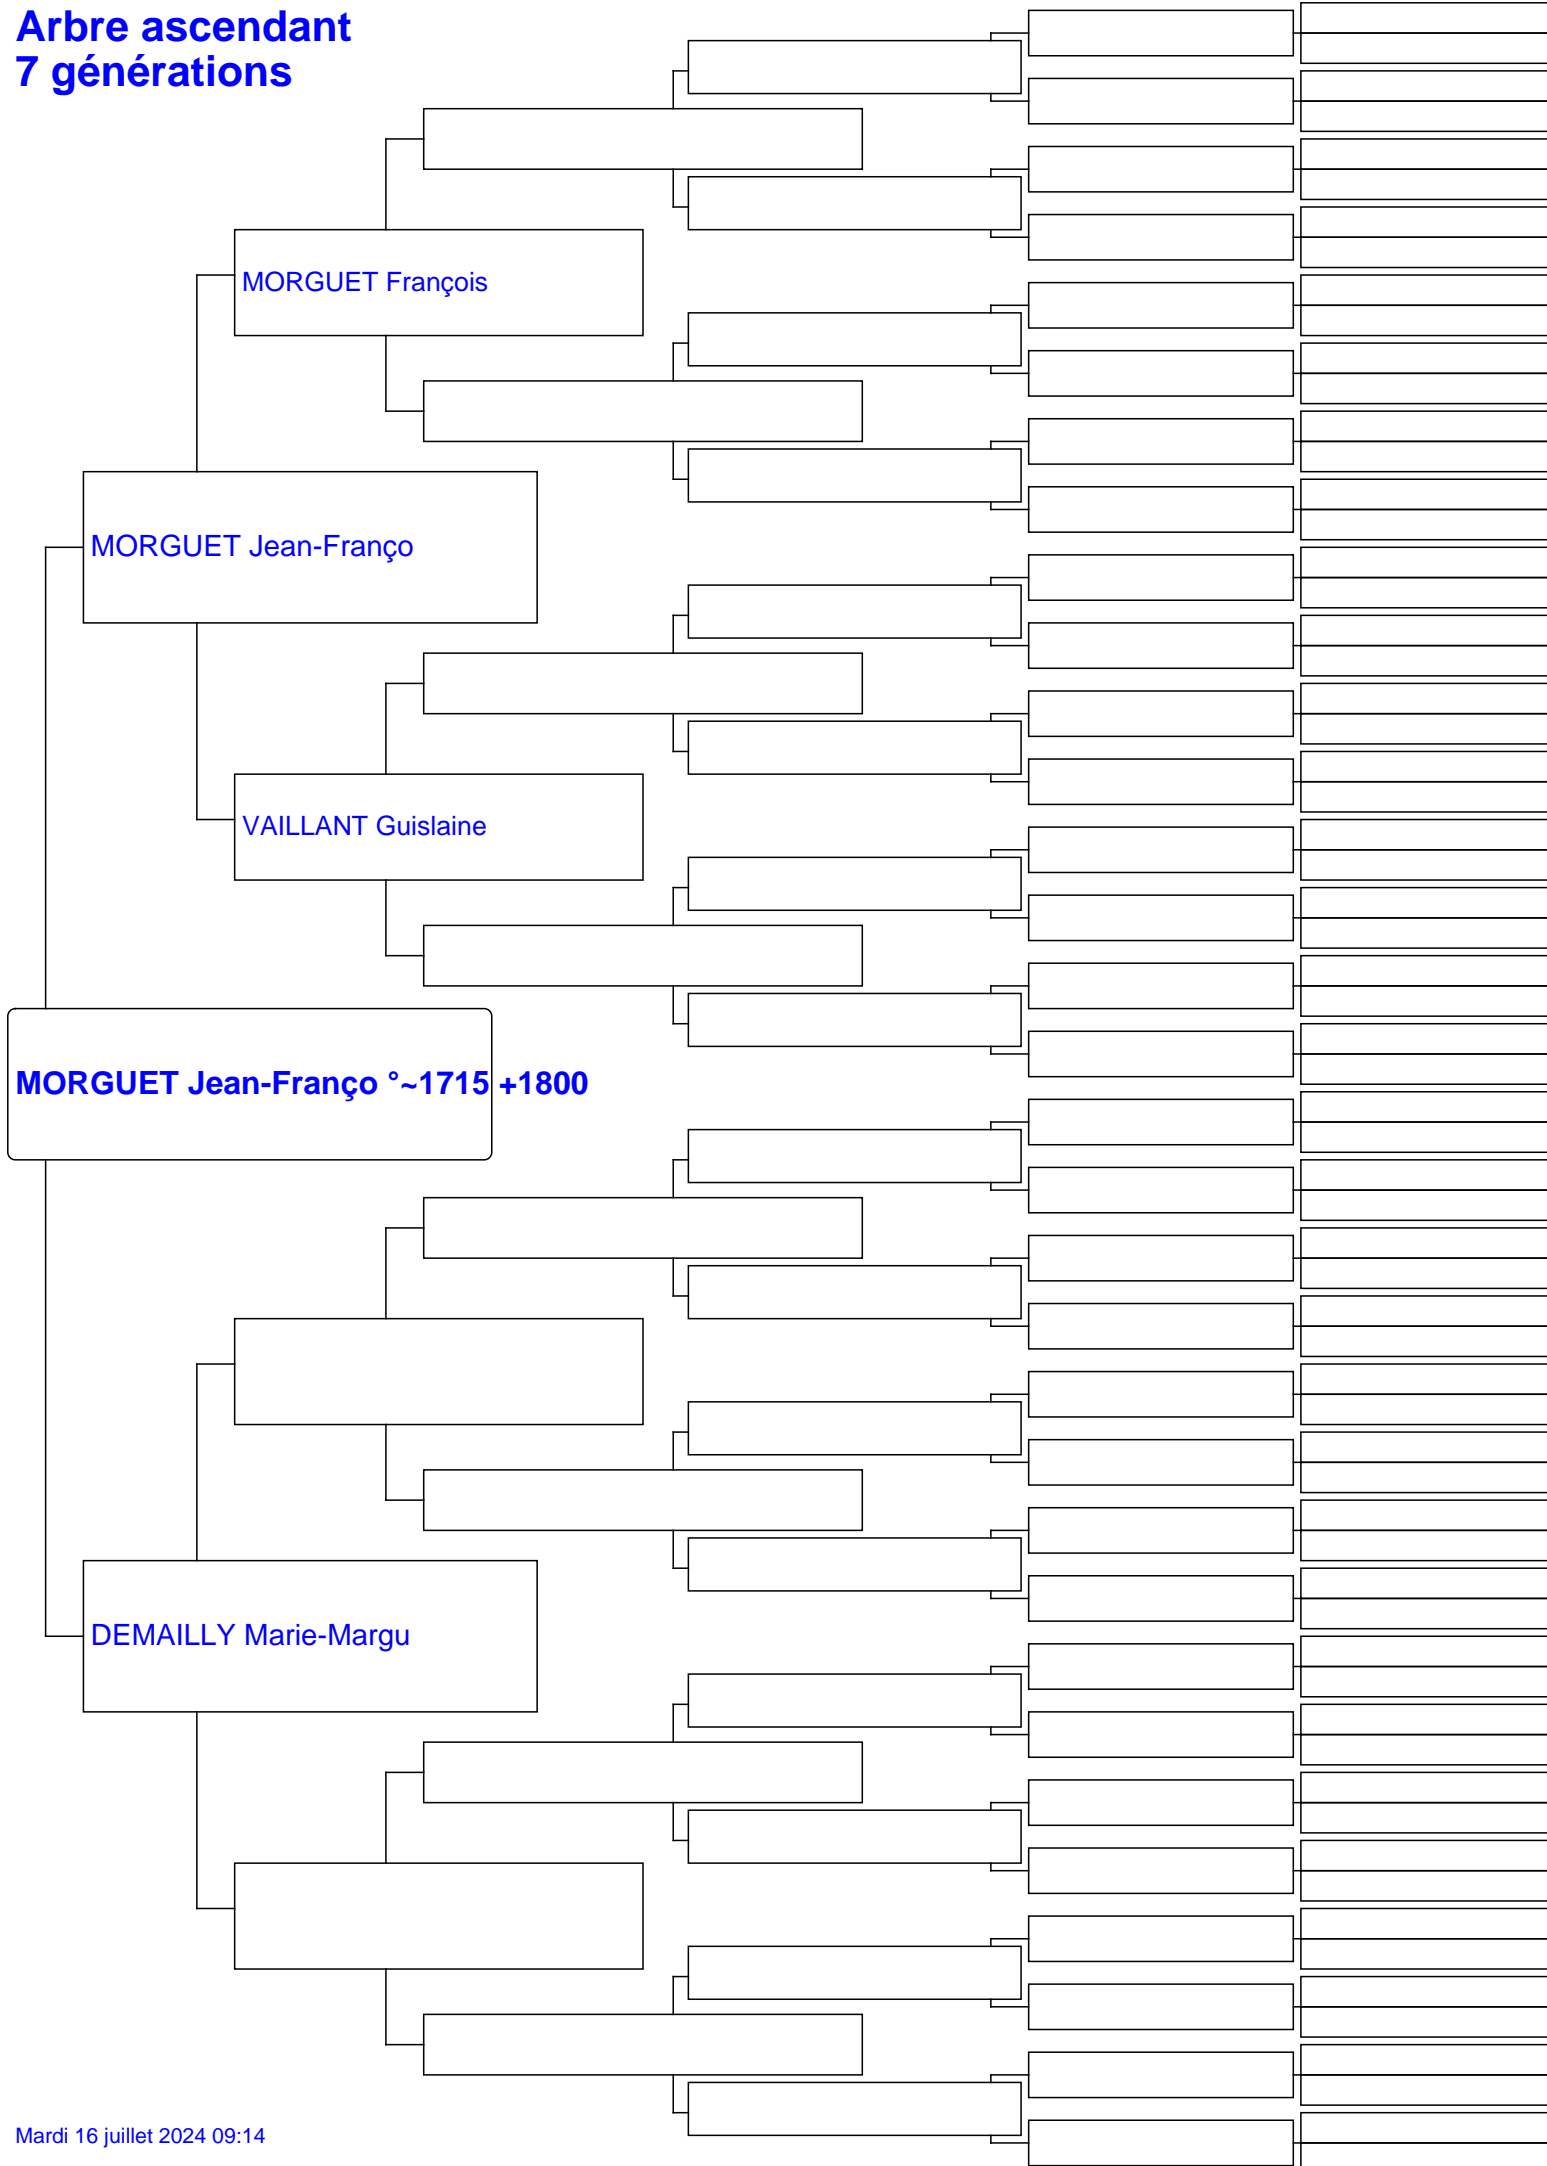 Arbre ascendant
7 générations
MORGUET François
MORGUET Jean-Franço
VAILLANT Guislaine
MORGUET Jean-Franço °~1715 +1800
DEMAILLY Marie-Margu
Mardi 16 juillet 2024 09:14